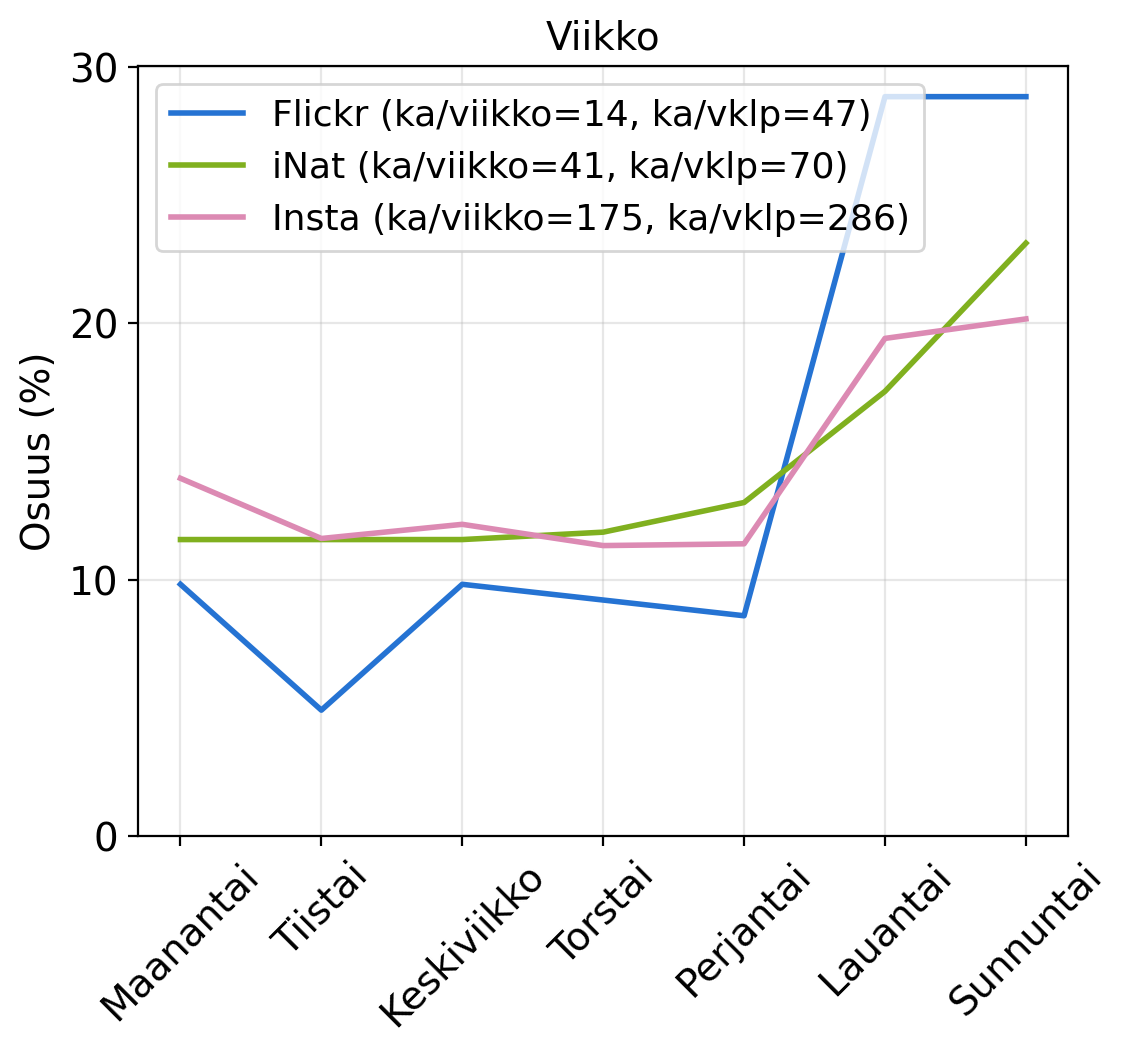 Viikko
30
Flickr (ka/viikko=14, ka/vklp=47)
iNat (ka/viikko=41, ka/vklp=70)
Insta (ka/viikko=175, ka/vklp=286)
20
Osuus (%)
10
0
Maanantai
Tiistai
Keskiviikko
Torstai
Perjantai
Lauantai
Sunnuntai